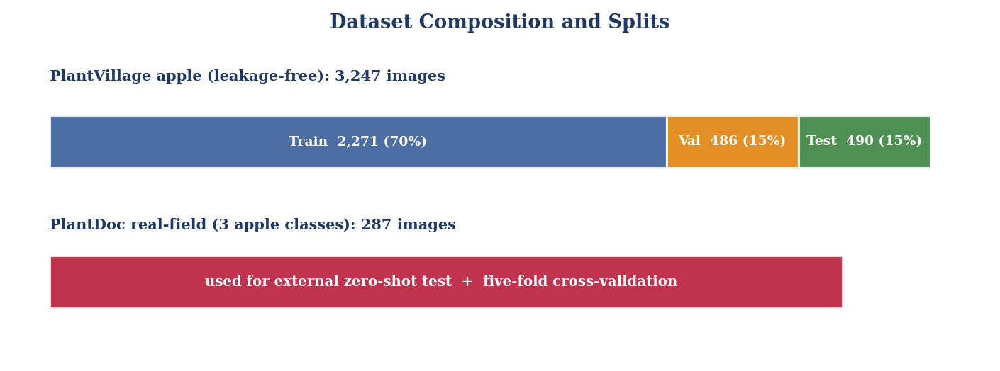 Dataset Composition and Splits
PlantVillage apple (leakage-free): 3,247 images
Train 2,271 (70%)
Val 486 (15%)
Test 490 (15%)
PlantDoc real-field (3 apple classes): 287 images
used for external zero-shot test + five-fold cross-validation